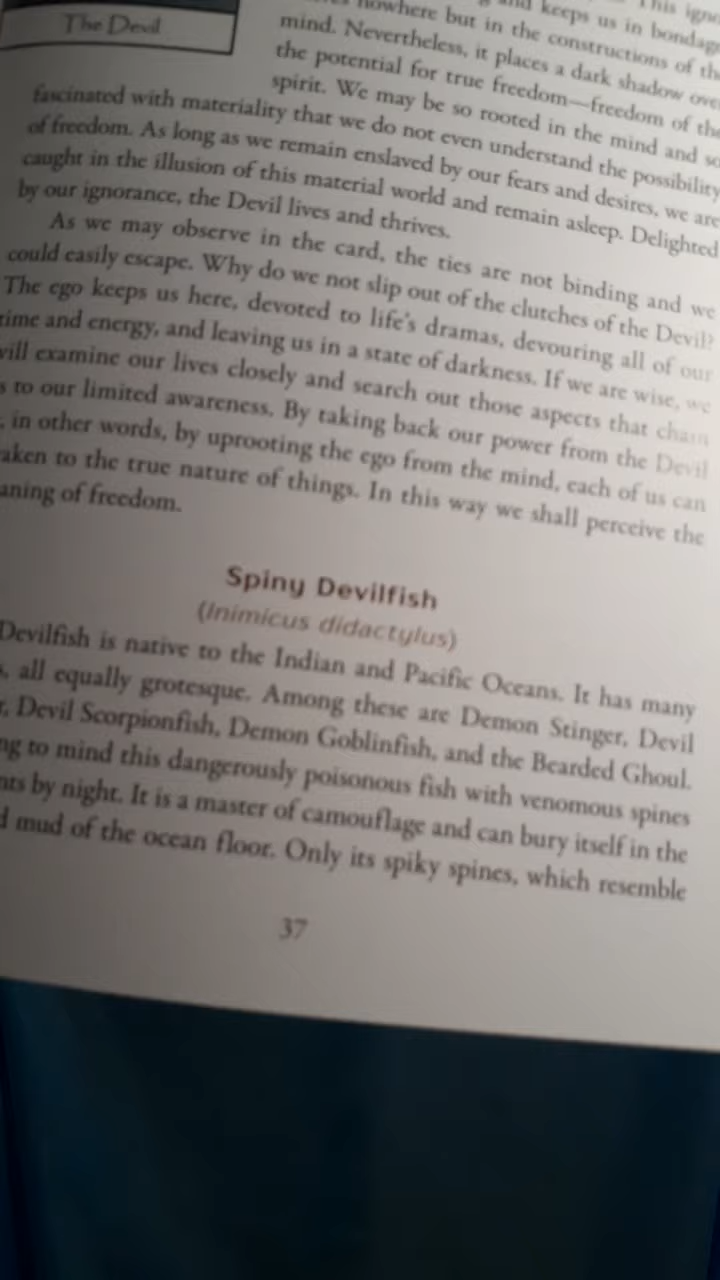 The Devil
and keeps us in bondage
nowhere but in the constructions of
mind. Nevertheless, it places a dark shadow
the potential for true freedom—freedom of
spirit. We may be so rooted in the mind and
fascinated with materiality that we do not even understand the possibility
of freedom. As long as we remain enslaved by our fears and desires, we are
caught in the illusion of this material world and remain asleep. Delighted
by our ignorance, the Devil lives and thrives.
As we may observe in the card, the ties are not binding and we
could easily escape. Why do we not slip out of the clutches of the Devil?
The ego keeps us here, devoted to life's dramas, devouring all of our
time and energy, and leaving us in a state of darkness. If we are wise, we
will examine our lives closely and search out those aspects that chain
s to our limited awareness. By taking back our power from the Devil
, in other words, by uprooting the ego from the mind, each of us can
aken to the true nature of things. In this way we shall perceive the
aning of freedom.
Spiny Devilfish
(Inimicus didactylus)
Devilfish is native to the Indian and Pacific Oceans. It has many
, all equally grotesque. Among these are Demon Stinger, Devil
r, Devil Scorpionfish, Demon Goblinfish, and the Bearded Ghoul.
ng to mind this dangerously poisonous fish with venomous spines
nts by night. It is a master of camouflage and can bury itself in the
d mud of the ocean floor. Only its spiky spines, which resemble
37